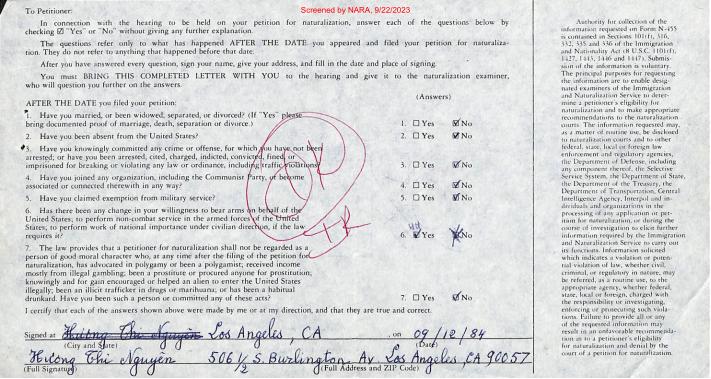 Screened by NARA, 9/22/2023
To Petitioner:
In connection with the hearing to be held on your petition for naturalization, answer each of the questions below by
checking ☑ "Yes" or "No" without giving any further explanation.
The questions refer only to what has happened AFTER THE DATE you appeared and filed your petition for naturaliza-
tion. They do not refer to anything that happened before that date.
After you have answered every question, sign your name, give your address, and fill in the date and place of signing.
You must BRING THIS COMPLETED LETTER WITH YOU to the hearing and give it to the naturalization examiner,
who will question you further on the answers.
(Answers)
AFTER THE DATE you filed your petition:
1. Have you married, or been widowed, separated, or divorced? (If "Yes" please
bring documented proof of marriage, death, separation or divorce.)
1. ☐ Yes ☑ No
2. Have you been absent from the United States?
2. ☐ Yes ☑ No
3. Have you knowingly committed any crime or offense, for which you have not been
arrested; or have you been arrested, cited, charged, indicted, convicted, fined, or
imprisoned for breaking or violating any law or ordinance, including traffic violations?
3. ☐ Yes ☑ No
4. Have you joined any organization, including the Communist Party, or become
associated or connected therewith in any way?
4. ☐ Yes ☑ No
5. Have you claimed exemption from military service?
5. ☐ Yes ☑ No
6. Has there been any change in your willingness to bear arms on behalf of the
United States; to perform non-combat service in the armed forces of the United
States; to perform work of national importance under civilian direction, if the law
requires it?
6. ☑ Yes ☒ No
7. The law provides that a petitioner for naturalization shall not be regarded as a
person of good moral character who, at any time after the filing of the petition for
naturalization, has advocated in polygamy or been a polygamist; received income
mostly from illegal gambling; been a prostitute or procured anyone for prostitution;
knowingly and for gain encouraged or helped an alien to enter the United States
illegally; been an illicit trafficker in drugs or marihuana; or has been a habitual
drunkard. Have you been such a person or committed any of these acts?
7. ☐ Yes ☑ No
I certify that each of the answers shown above were made by me or at my direction, and that they are true and correct.
Signed at Hương Thi Nguyên Los Angeles, CA , on 09/12/84
(City and State) (Date)
Hương Thi Nguyên 506 1/2 S. Burlington Av. Los Angeles, CA 90057
(Full Signature) (Full Address and ZIP Code)
Authority for collection of the
information requested on Form N-455
is contained in Sections 101(f), 316,
332, 335 and 336 of the Immigration
and Nationality Act (8 U.S.C. 1101(f),
1427, 1443, 1446 and 1447). Submis-
sion of the information is voluntary.
The principal purposes for requesting
the information are to enable desig-
nated examiners of the Immigration
and Naturalization Service to deter-
mine a petitioner's eligibility for
naturalization and to make appropriate
recommendations to the naturalization
courts. The information requested may,
as a matter of routine use, be disclosed
to naturalization courts and to other
federal, state, local or foreign law
enforcement and regulatory agencies,
the Department of Defense, including
any component thereof, the Selective
Service System, the Department of State,
the Department of the Treasury, the
Department of Transportation, Central
Intelligence Agency, Interpol and in-
dividuals and organizations in the
processing of any application or pet-
ition for naturalization, or during the
course of investigation to elicit further
information required by the Immigration
and Naturalization Service to carry out
its functions. Information solicited
which indicates a violation or poten-
tial violation of law, whether civil,
criminal, or regulatory in nature, may
be referred, as a routine use, to the
appropriate agency, whether federal,
state, local or foreign, charged with
the responsibility of investigating,
enforcing or prosecuting such viola-
tions. Failure to provide all or any
of the requested information may
result in an unfavorable recommenda-
tion as to a petitioner's eligibility
for naturalization and denial by the
court of a petition for naturalization.